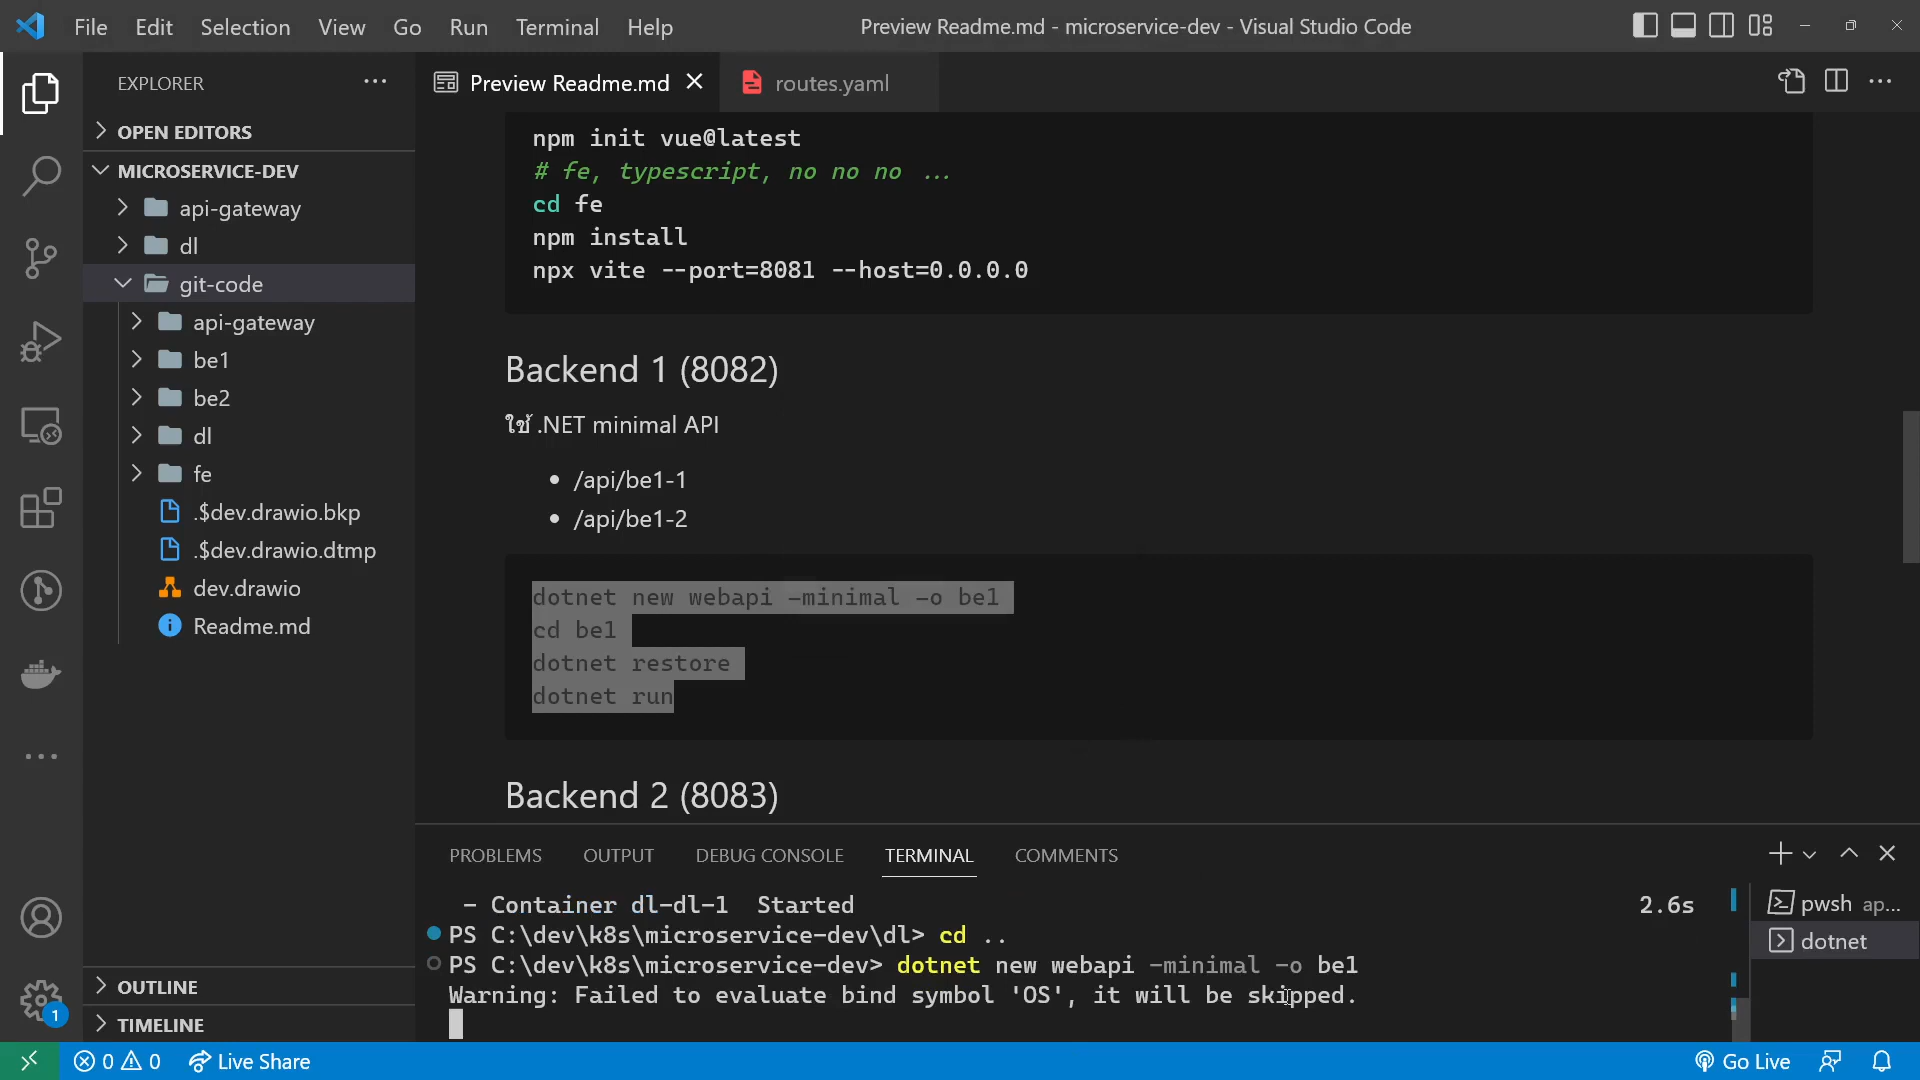 File Edit Selection View Go Run Terminal Help
Preview Readme.md - microservice-dev - Visual Studio Code
EXPLORER
OPEN EDITORS
MICROSERVICE-DEV
api-gateway
dl
git-code
api-gateway
be1
be2
dl
fe
.$dev.drawio.bkp
.$dev.drawio.dtmp
dev.drawio
Readme.md
OUTLINE
TIMELINE
1
Preview Readme.md
routes.yaml
npm init vue@latest
# fe, typescript, no no no ...
cd fe
npm install
npx vite --port=8081 --host=0.0.0.0
Backend 1 (8082)
ใช้ .NET minimal API
• /api/be1-1
• /api/be1-2
dotnet new webapi -minimal -o be1
cd be1
dotnet restore
dotnet run
Backend 2 (8083)
PROBLEMS OUTPUT DEBUG CONSOLE TERMINAL COMMENTS
- Container dl-dl-1 Started 2.6s
PS C:\dev\k8s\microservice-dev\dl> cd ..
PS C:\dev\k8s\microservice-dev> dotnet new webapi -minimal -o be1
Warning: Failed to evaluate bind symbol 'OS', it will be skipped.
pwsh ap...
dotnet
0 0 Live Share
Go Live